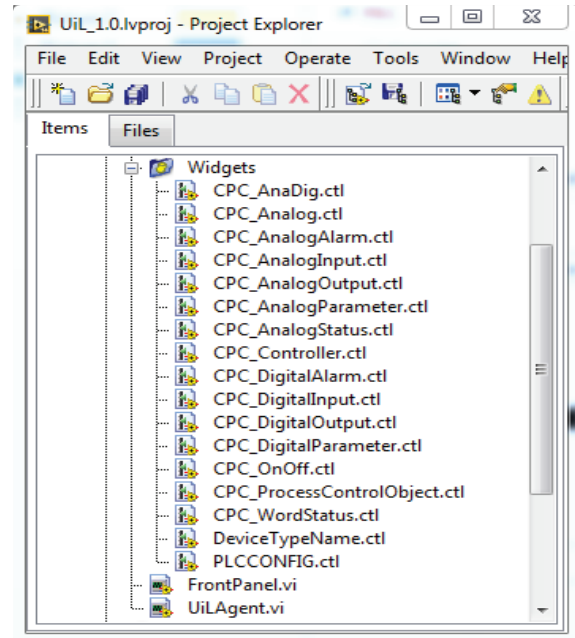 UiL_1.0.lvproj - Project Explorer
File Edit View Project Operate Tools Window Help
Items Files
Widgets
CPC_AnaDig.ctl
CPC_Analog.ctl
CPC_AnalogAlarm.ctl
CPC_AnalogInput.ctl
CPC_AnalogOutput.ctl
CPC_AnalogParameter.ctl
CPC_AnalogStatus.ctl
CPC_Controller.ctl
CPC_DigitalAlarm.ctl
CPC_DigitalInput.ctl
CPC_DigitalOutput.ctl
CPC_DigitalParameter.ctl
CPC_OnOff.ctl
CPC_ProcessControlObject.ctl
CPC_WordStatus.ctl
DeviceTypeName.ctl
PLCCONFIG.ctl
FrontPanel.vi
UiLAgent.vi